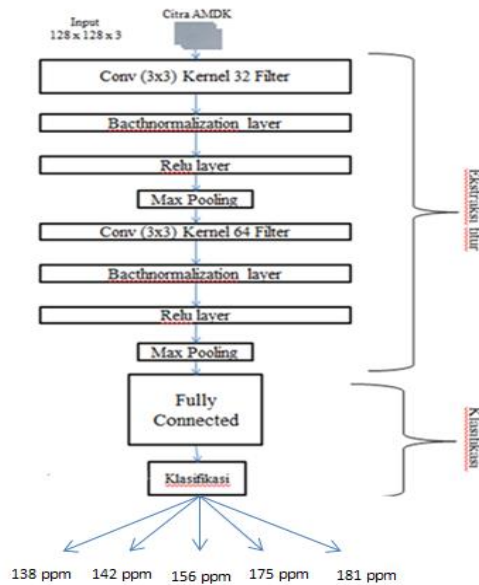 Input
128 x 128 x 3
Citra AMDK
Conv (3x3) Kernel 32 Filter
Bacthnormalization layer
Relu layer
Max Pooling
Conv (3x3) Kernel 64 Filter
Bacthnormalization layer
Relu layer
Max Pooling
Ekstraksi fitur
Fully
Connected
Klasifikasi
Klasifikasi
138 ppm
142 ppm
156 ppm
175 ppm
181 ppm